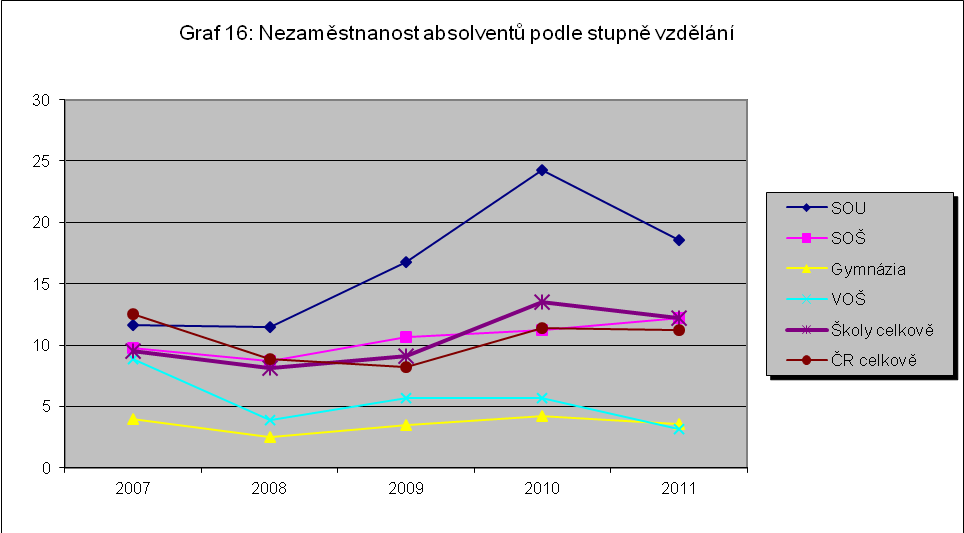 Graf 16: Nezaměstnanost absolventů podle stupně vzdělání
30
25
20
15
10
5
0
2007 2008 2009 2010 2011
SOU
SOŠ
Gymnázia
VOŠ
Školy celkově
ČR celkově